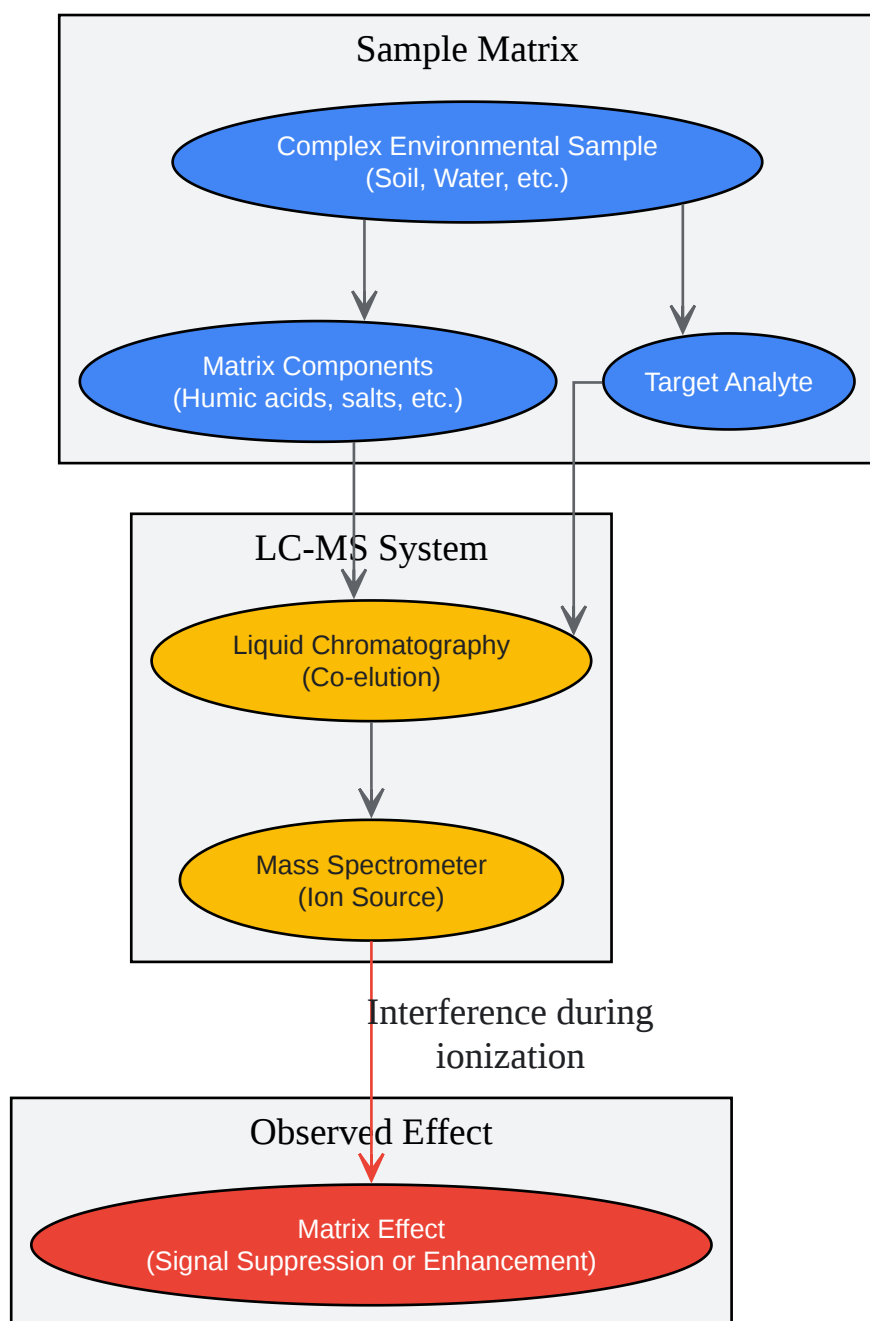 Sample Matrix
Complex Environmental Sample
(Soil, Water, etc.)
Matrix Components
(Humic acids, salts, etc.)
Target Analyte
LC-MS System
Liquid Chromatography
(Co-elution)
Mass Spectrometer
(Ion Source)
Interference during
ionization
Observed Effect
Matrix Effect
(Signal Suppression or Enhancement)